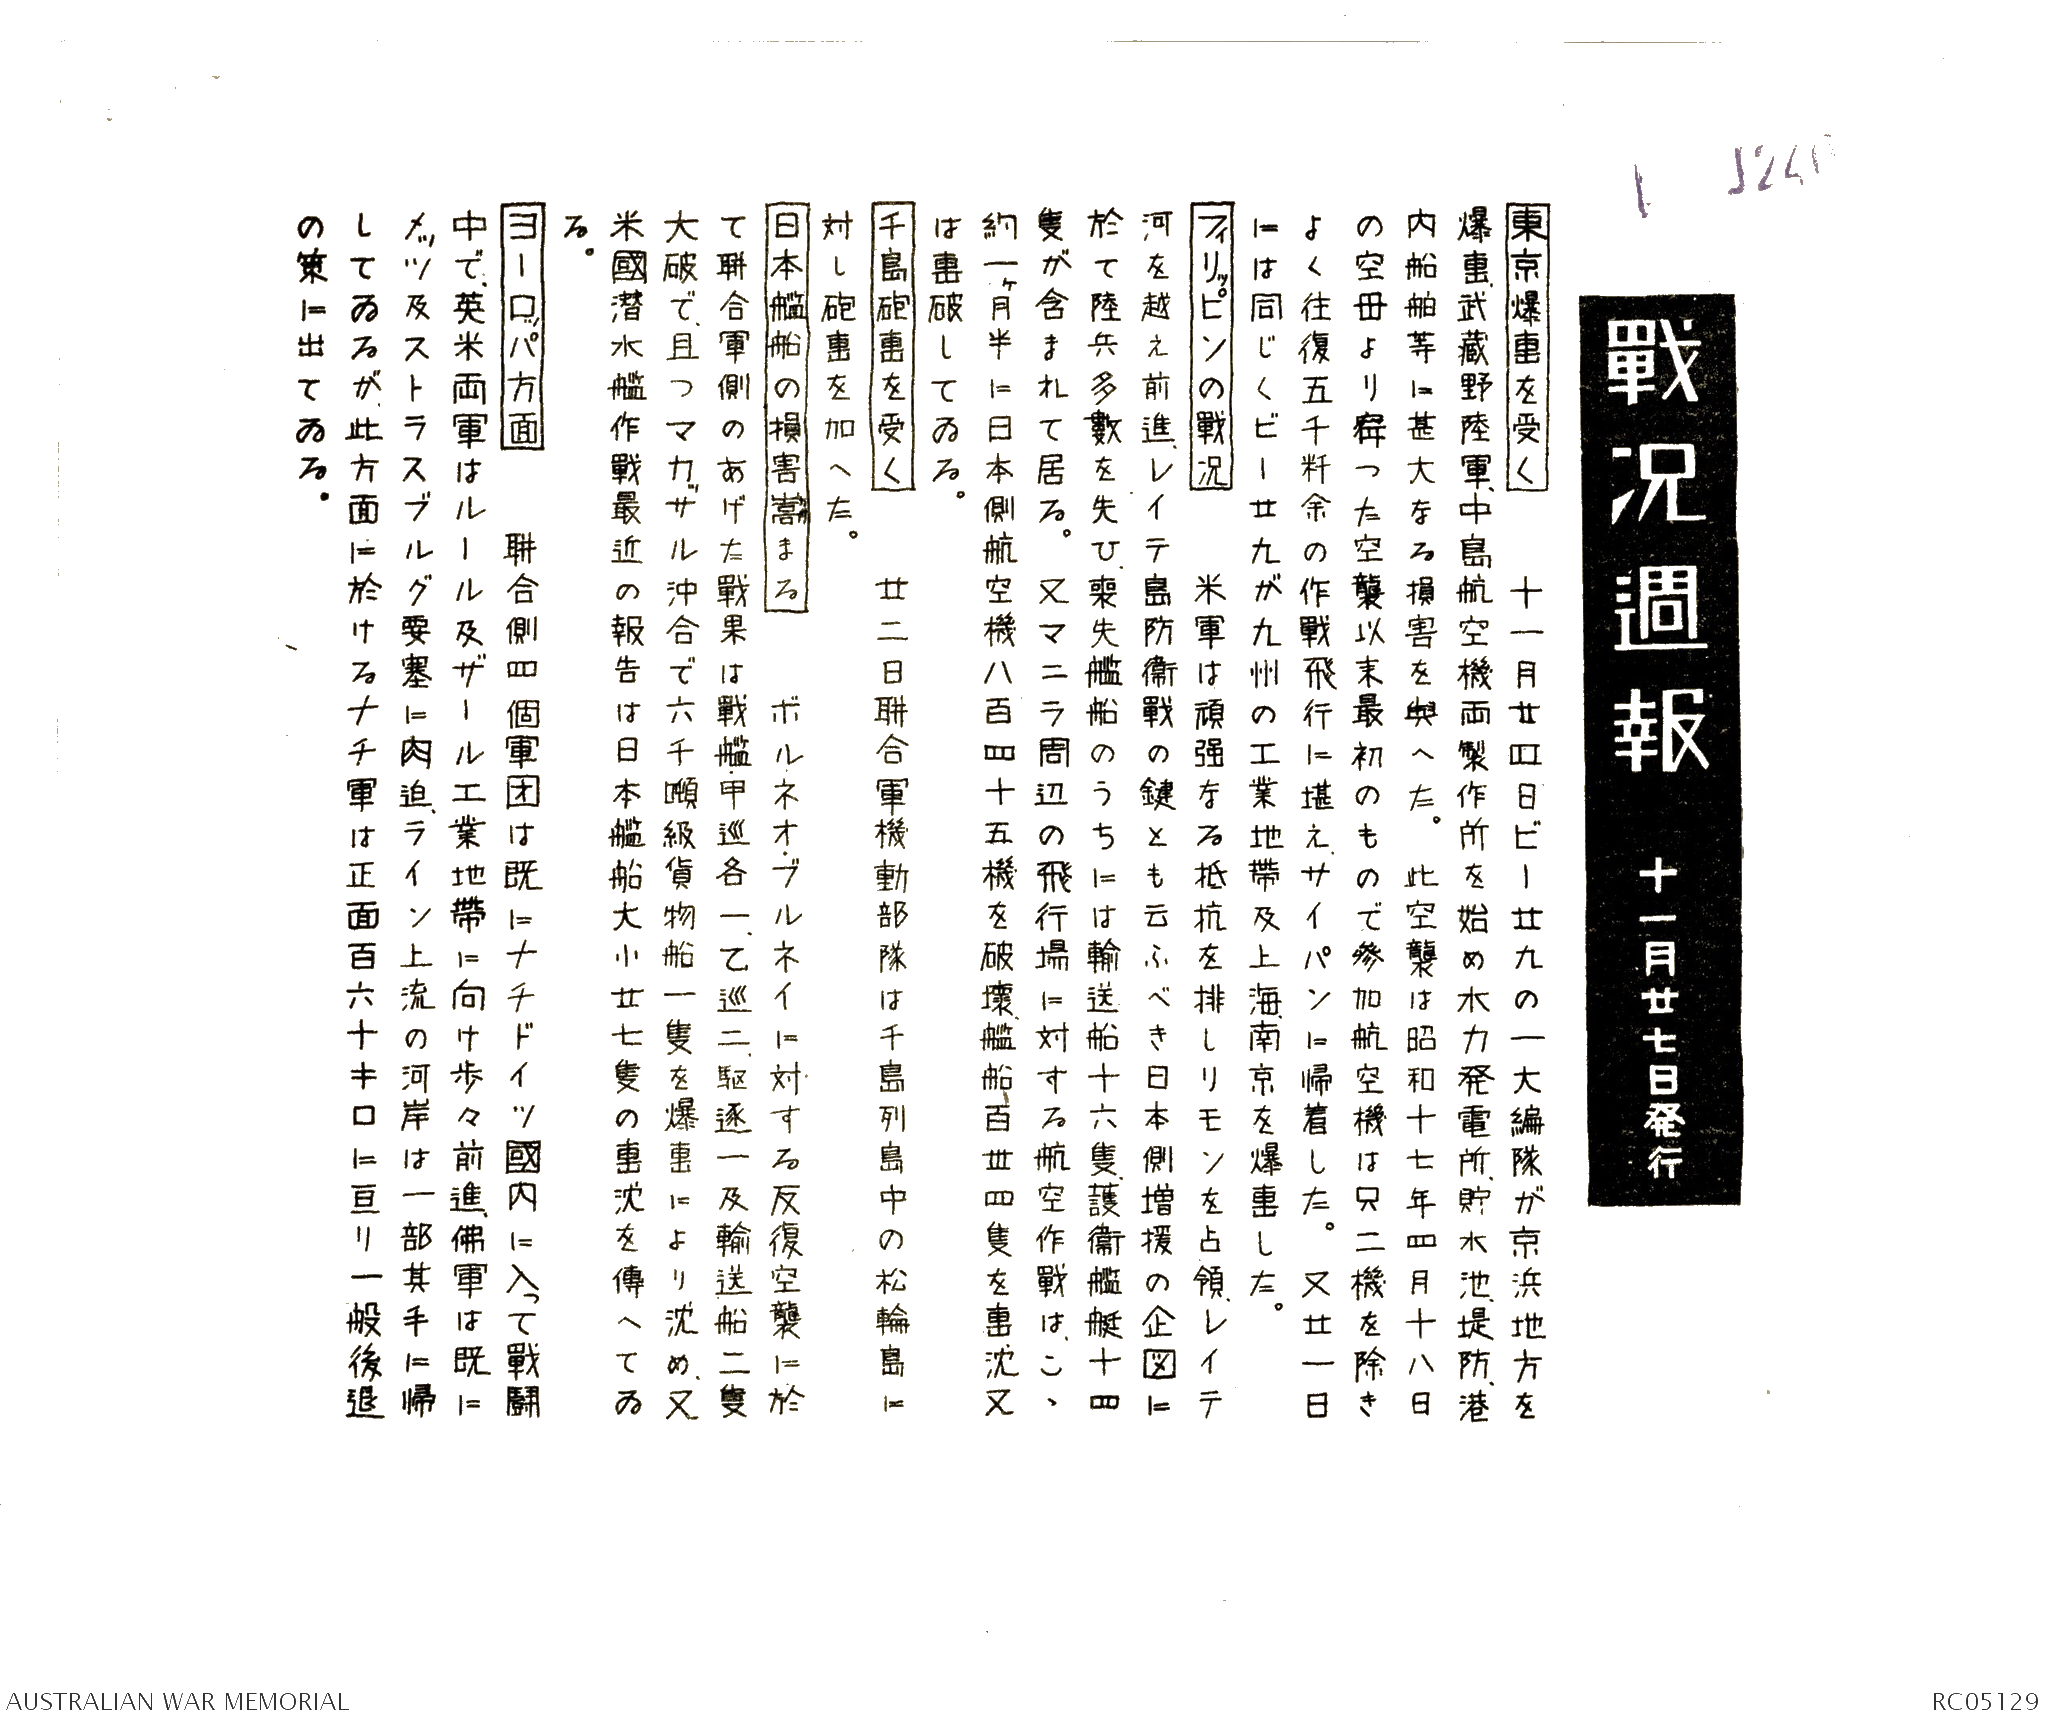 J240
1
戰況週報 十一月廿七日発行
東京爆撃を受く 十一月廿四日ビー廿九の一大編隊が京浜地方を
爆撃、武蔵野陸軍、中島航空機両製作所を始め水力発電所、貯水池、堤防、港
内船舶等に甚大なる損害を與へた。此空襲は昭和十七年四月十八日
の空母より襲つた空襲以来最初のもので参加航空機は只二機を除き
よく往復五千粁余の作戰飛行に堪え、サイパンに帰着した。又廿一日
には同じくビー廿九が九州の工業地帯及上海、南京を爆撃した。
フィリッピンの戰況 米軍は頑强なる抵抗を排しリモンを占領、レイテ
河を越え前進、レイテ島防衞戰の鍵とも云ふべき日本側増援の企図に
於て陸兵多數を失ひ、喪失艦船のうちには輸送船十六隻、護衞艦艇十四
隻が含まれて居る。又マニラ周辺の飛行場に対する航空作戰は、こゝ
約一ヶ月半に日本側航空機八百四十五機を破壊、艦船百卅四隻を撃沈又
は撃破してゐる。
千島砲撃を受く 廿二日聨合軍機動部隊は千島列島中の松輪島に
対し砲撃を加へた。
日本艦船の損害嵩まる ボルネオ・ブルネイに対する反復空襲に於
て聨合軍側のあげた戰果は戰艦・甲巡各一、乙巡二、駆逐一及輸送船二隻
大破で、且つマカッサル沖合で六千噸級貨物船一隻を爆撃により沈め、又
米國潜水艦作戰最近の報告は日本艦船大小廿七隻の撃沈を傳へてゐ
る。
ヨーロッパ方面 聨合側四個軍団は既にナチドイツ國内に入って戰鬪
中で、英米両軍はルール及ザール工業地帶に向け歩々前進、佛軍は既に
メッツ及ストラスブルグ要塞に肉迫、ライン上流の河岸は一部其手に帰
してゐるが、此方面に於けるナチ軍は正面百六十キロに亘り一般後退
の策に出てゐる。
AUSTRALIAN WAR MEMORIAL
RC05129